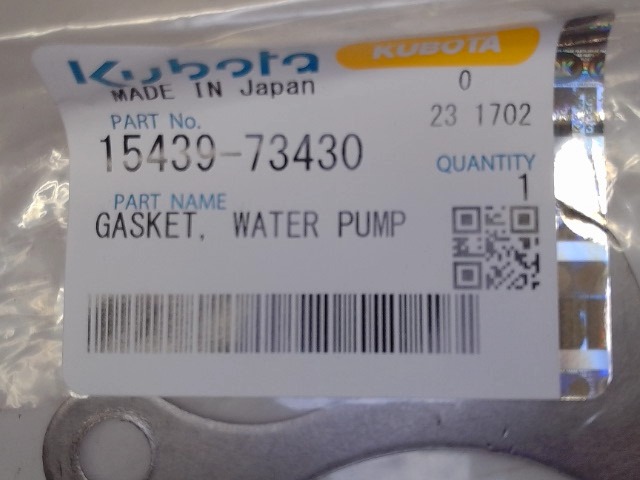 Kubota KUBOTA
MADE IN Japan 0
PART No. 23 1702
15439-73430 QUANTITY
1
PART NAME
GASKET, WATER PUMP